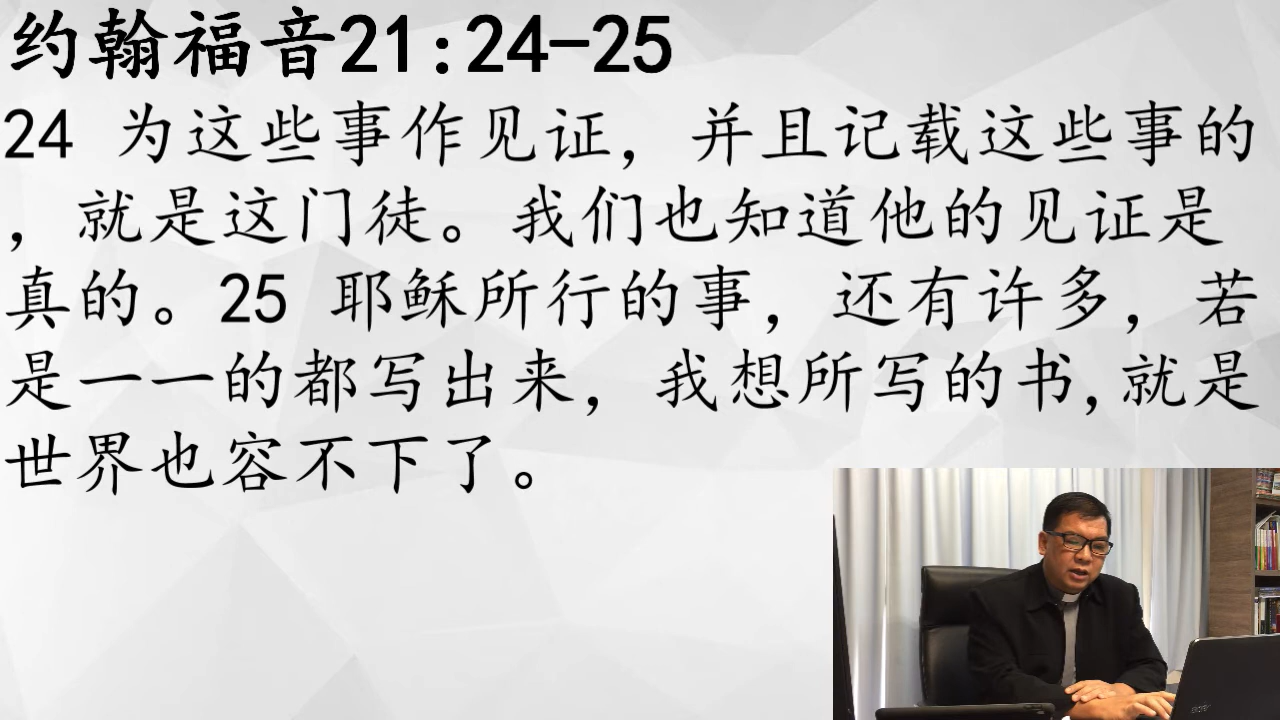 约翰福音21:24-25
24 为这些事作见证，并且记载这些事的
，就是这门徒。我们也知道他的见证是
真的。25 耶稣所行的事，还有许多，若
是一一的都写出来，我想所写的书,就是
世界也容不下了。